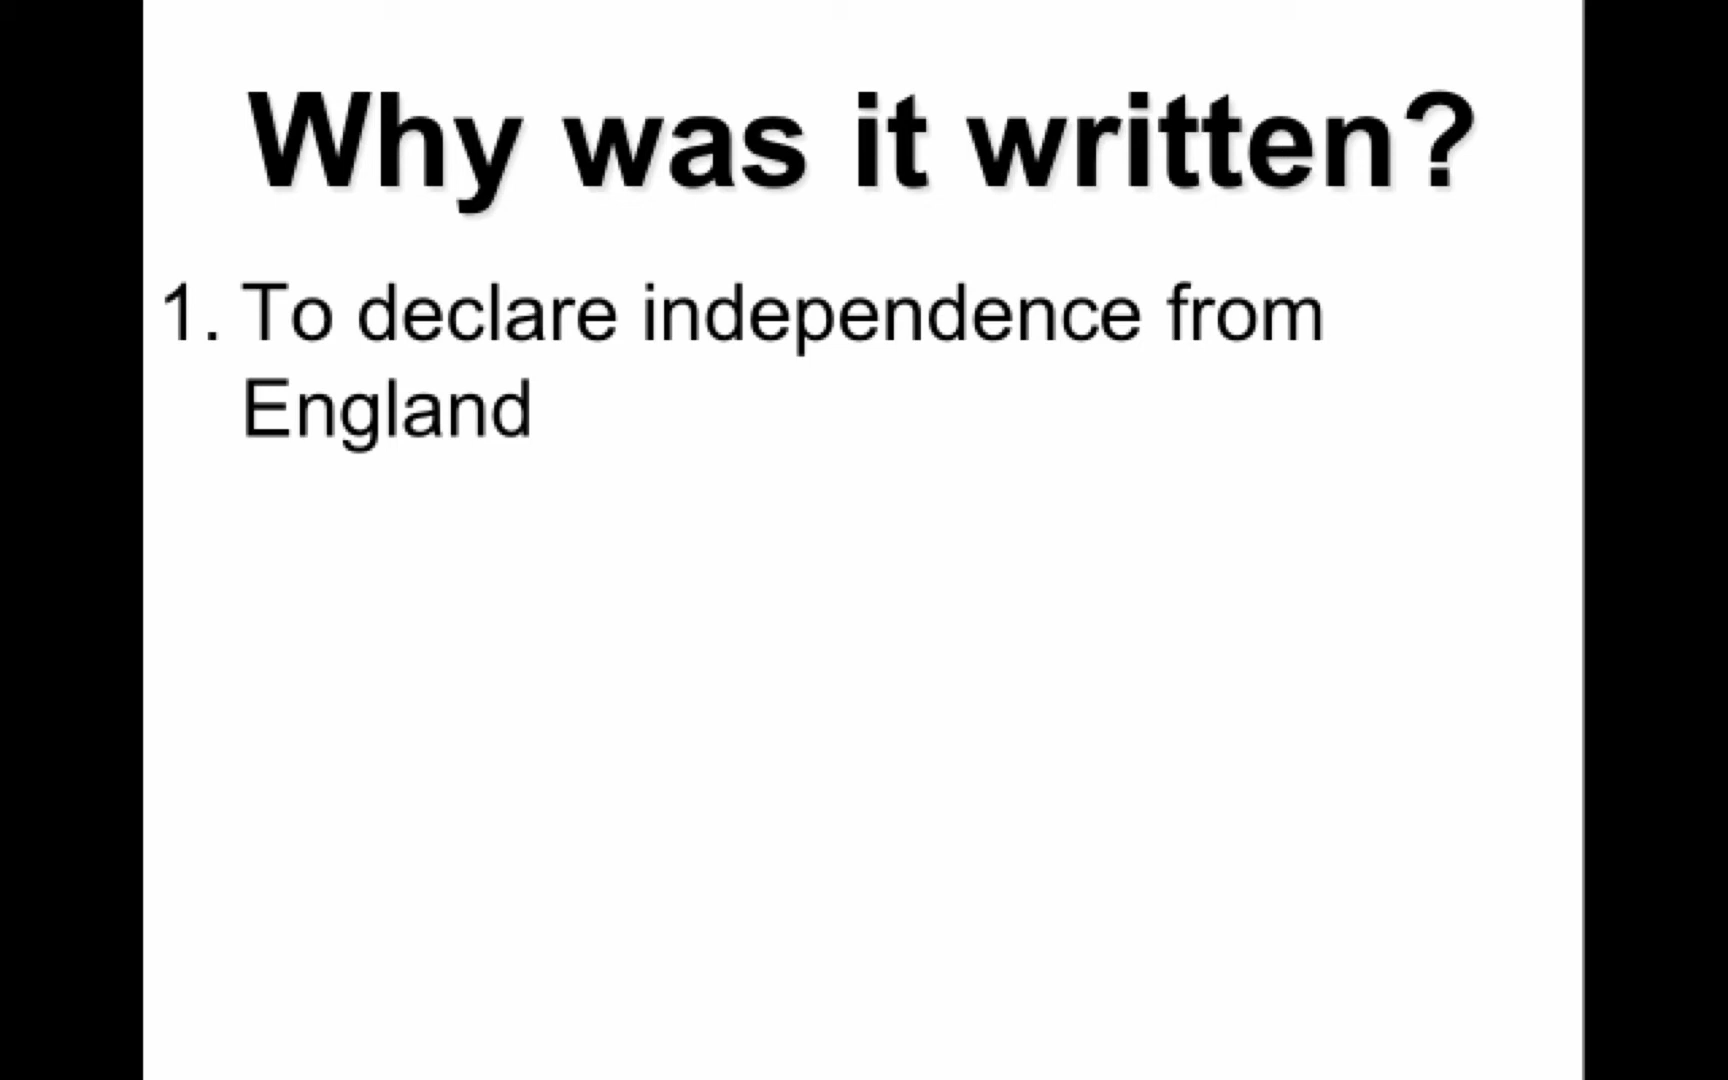 Why was it written?
1. To declare independence from
England